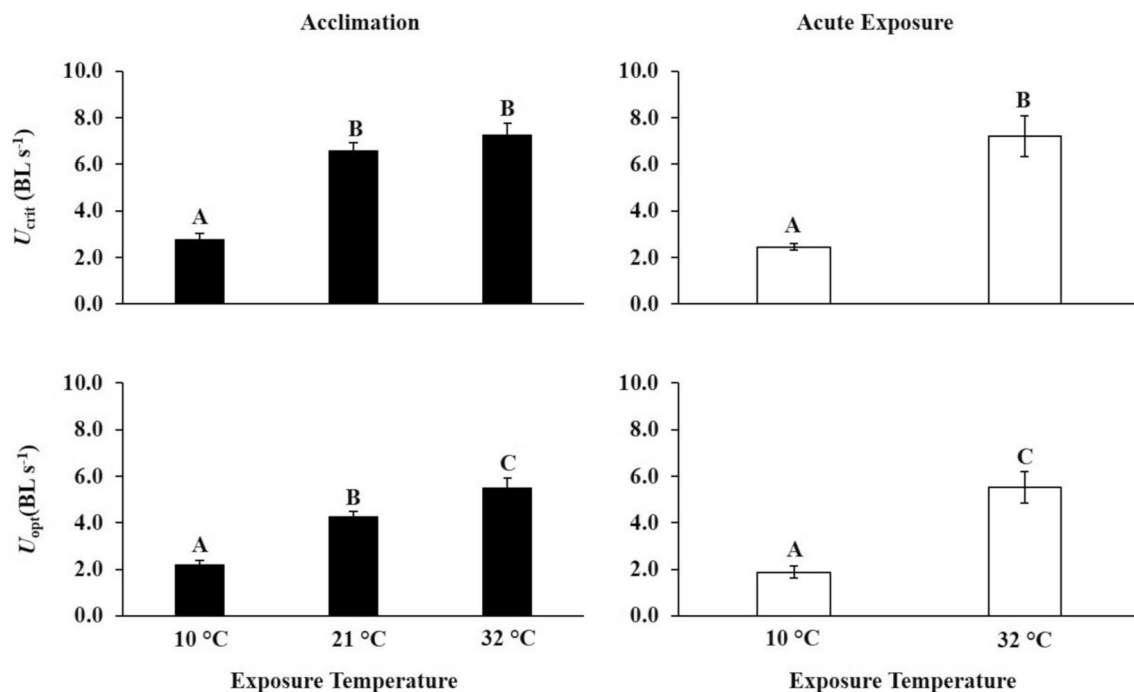 Acclimation
Acute Exposure
U_crit (BL s⁻¹)
10.0
8.0
6.0
4.0
2.0
0.0
A
B
B
10.0
8.0
6.0
4.0
2.0
0.0
A
B
U_opt(BL s⁻¹)
10.0
8.0
6.0
4.0
2.0
0.0
A
B
C
10 °C 21 °C 32 °C
Exposure Temperature
10.0
8.0
6.0
4.0
2.0
0.0
A
C
10 °C 32 °C
Exposure Temperature